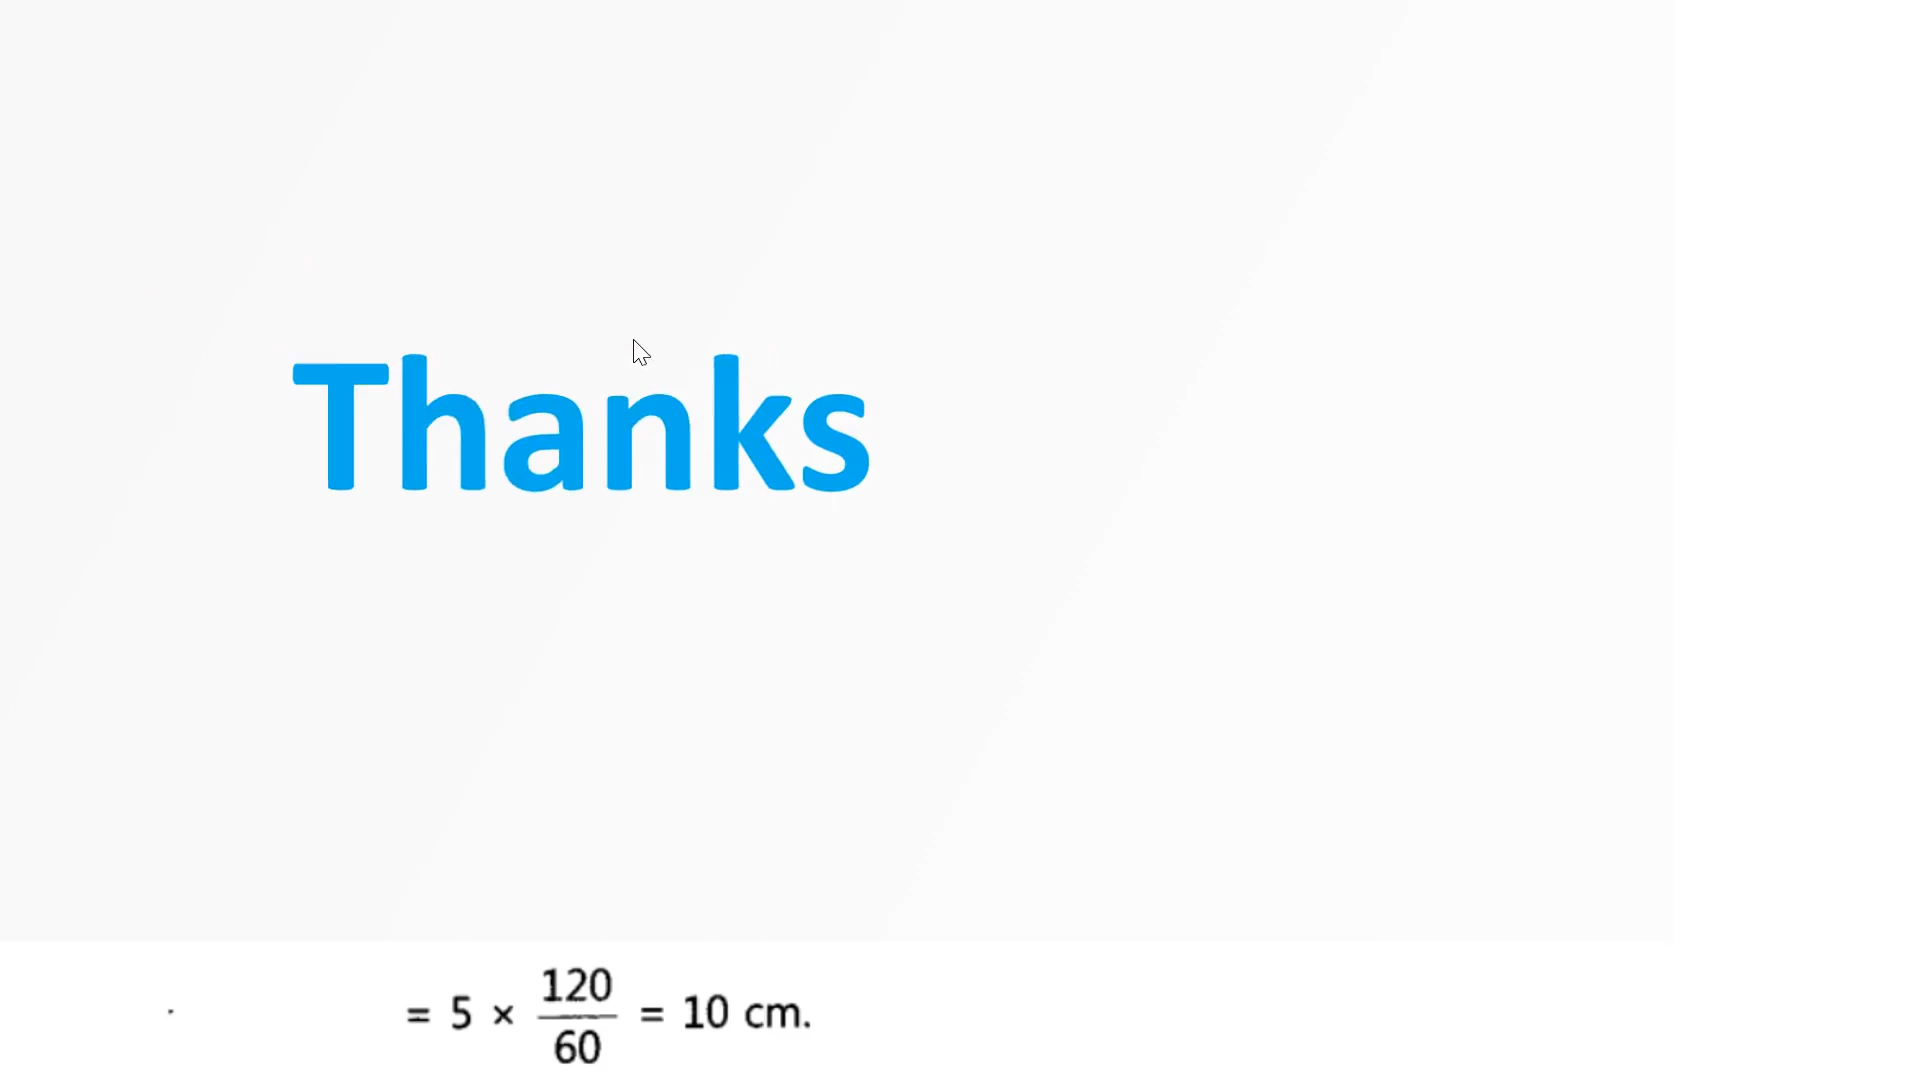 Thanks
= 5 × 120/60 = 10 cm.